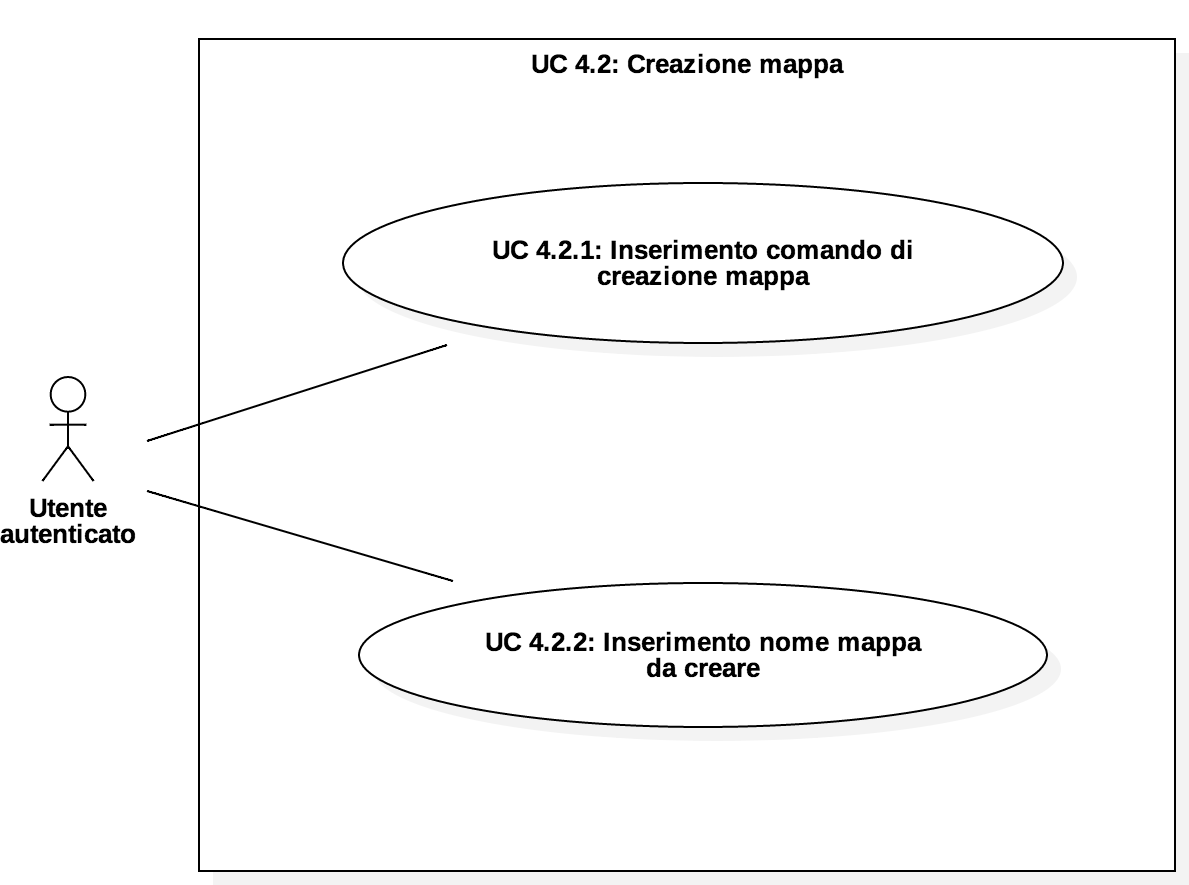 UC 4.2: Creazione mappa
UC 4.2.1: Inserimento comando di
creazione mappa
Utente
autenticato
UC 4.2.2: Inserimento nome mappa
da creare